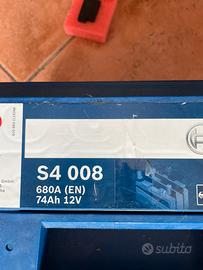 S4 008
680A (EN)
74Ah 12V
subito